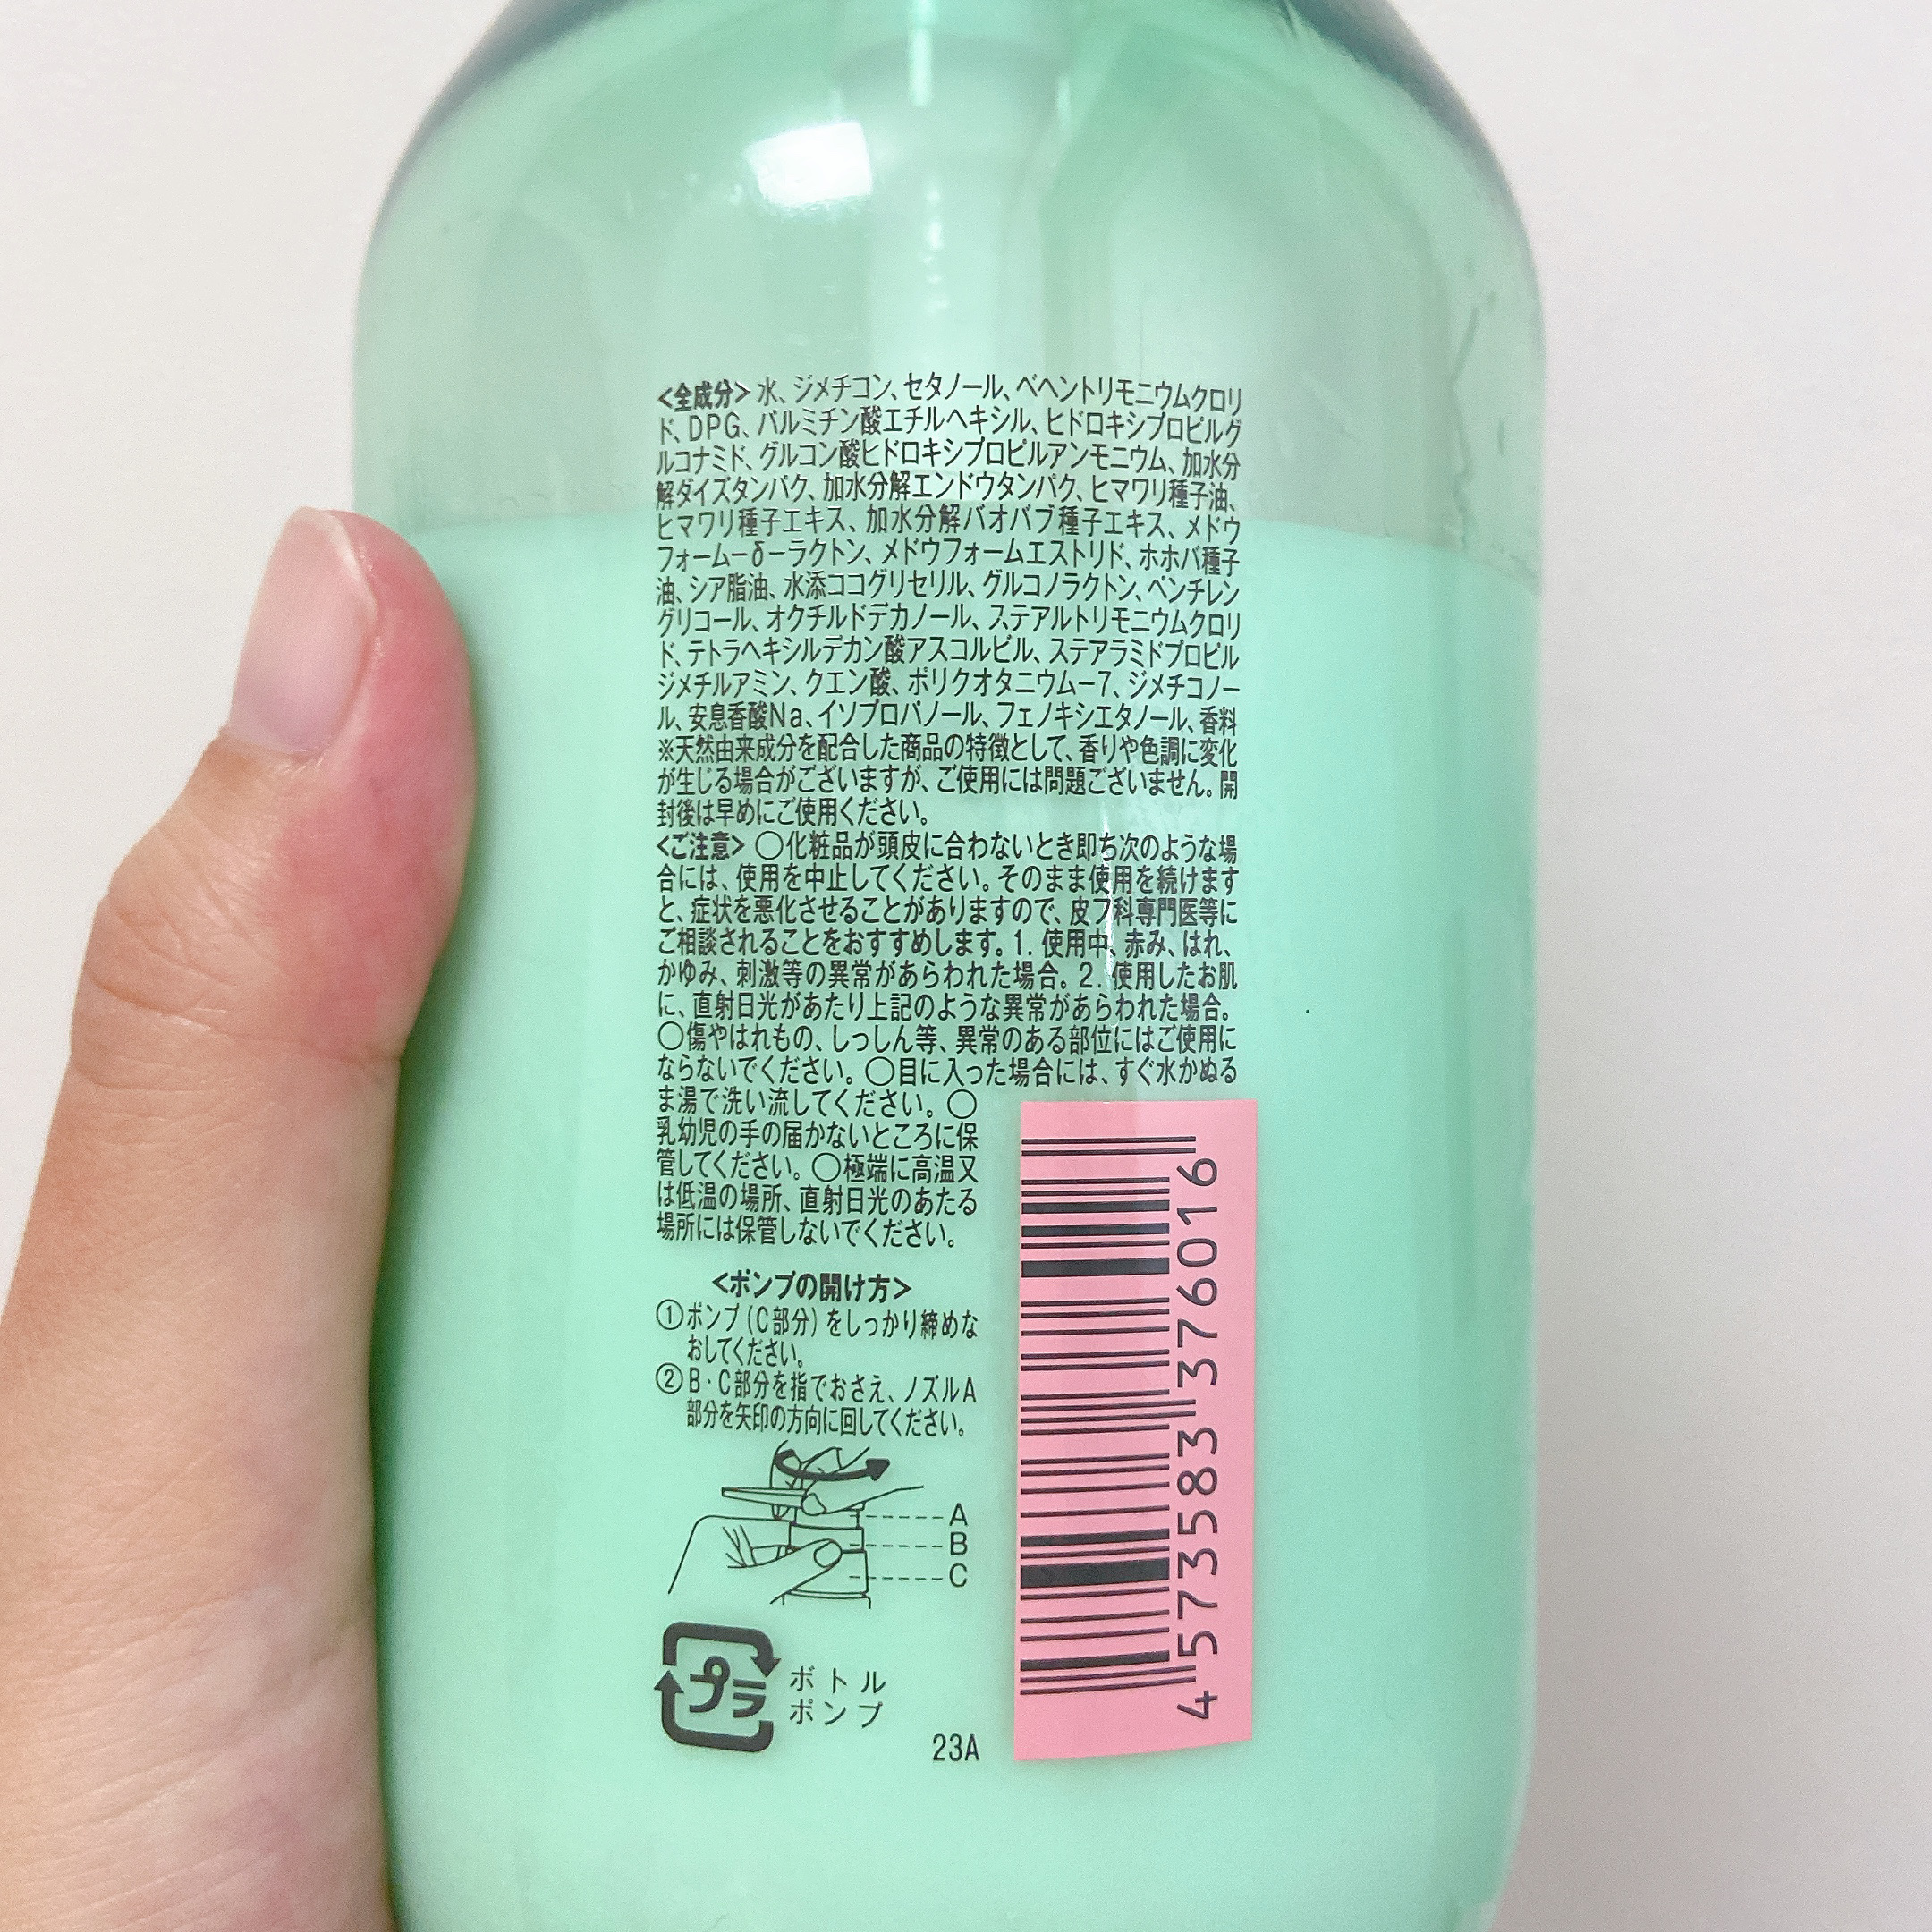 <全成分> 水、ジメチコン、セタノール、ベヘントリモニウムクロリ
ド、DPG、パルミチン酸エチルヘキシル、ヒドロキシプロピルグ
ルコナミド、グルコン酸ヒドロキシプロピルアンモニウム、加水分
解ダイズタンパク、加水分解エンドウタンパク、ヒマワリ種子油、
ヒマワリ種子エキス、加水分解バオバブ種子エキス、メドウ
フォームーδーラクトン、メドウフォームエストリド、ホホバ種子
油、シア脂油、水添ココグリセリル、グルコノラクトン、ペンチレン
グリコール、オクチルドデカノール、ステアルトリモニウムクロリ
ド、テトラヘキシルデカン酸アスコルビル、ステアラミドプロピル
ジメチルアミン、クエン酸、ポリクオタニウムー7、ジメチコノー
ル、安息香酸Na、イソプロパノール、フェノキシエタノール、香料
※天然由来成分を配合した商品の特徴として、香りや色調に変化
が生じる場合がございますが、ご使用には問題ございません。開
封後は早めにご使用ください。
<ご注意> ○化粧品が頭皮に合わないとき即ち次のような場
合には、使用を中止してください。そのまま使用を続けます
と、症状を悪化させることがありますので、皮フ科専門医等に
ご相談されることをおすすめします。1. 使用中、赤み、はれ、
かゆみ、刺激等の異常があらわれた場合。2. 使用したお肌
に、直射日光があたり上記のような異常があらわれた場合。
○傷やはれもの、しっしん等、異常のある部位にはご使用に
ならないでください。○目に入った場合には、すぐ水かぬる
ま湯で洗い流してください。○
乳幼児の手の届かないところに保
管してください。○極端に高温又
は低温の場所、直射日光のあたる
場所には保管しないでください。
<ポンプの開け方>
①ポンプ(C部分)をしっかり締めな
おしてください。
②B・C部分を指でおさえ、ノズルA
部分を矢印の方向に回してください。
A
B
C
プラ
ボトル
ポンプ
23A
4573583376016